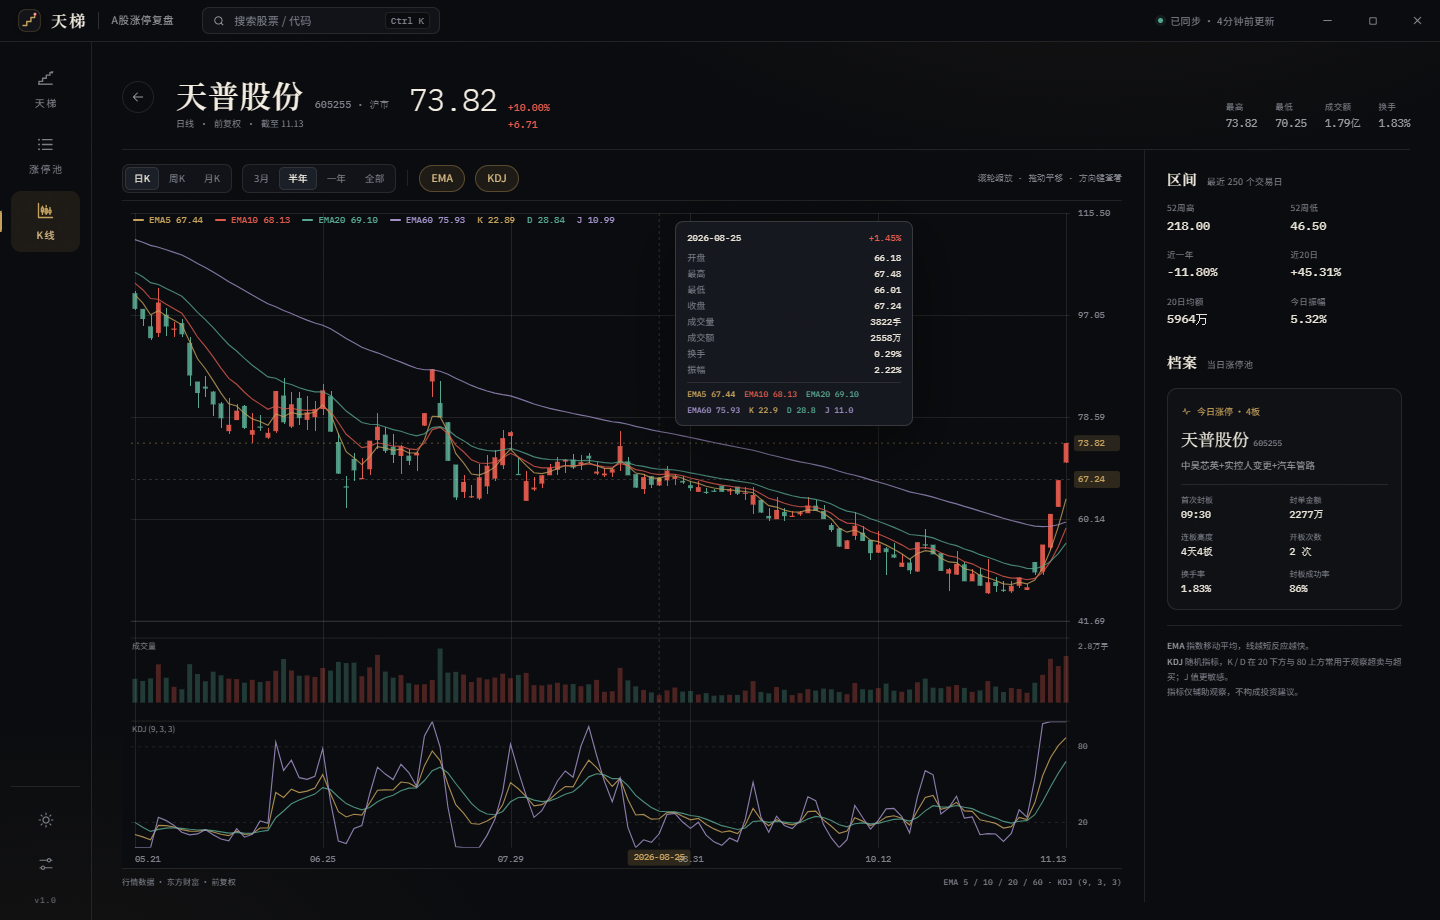 天梯 A股涨停复盘 搜索股票 / 代码 Ctrl K 已同步 · 4分钟前更新
天梯
涨停池
K线
v1.0
天普股份 605255 · 沪市 73.82 +10.00%
+6.71
日线 · 前复权 · 截至 11.13
最高 最低 成交额 换手
73.82 70.25 1.79亿 1.83%
日K 周K 月K 3月 半年 一年 全部 EMA KDJ 滚轮缩放 · 拖动平移 · 方向键查看
EMA5 67.44 EMA10 68.13 EMA20 69.10 EMA60 75.93 K 22.89 D 28.84 J 10.99
115.50
97.05
78.59
73.82
67.24
60.14
41.69
2026-08-25 +1.45%
开盘 66.18
最高 67.48
最低 66.01
收盘 67.24
成交量 3822手
成交额 2558万
换手 0.29%
振幅 2.22%
EMA5 67.44 EMA10 68.13 EMA20 69.10
EMA60 75.93 K 22.9 D 28.8 J 11.0
成交量 2.8万手
KDJ (9, 3, 3)
80
20
05.21 06.25 07.29 2026-08-25 .31 10.12 11.13
行情数据 · 东方财富 · 前复权 EMA 5 / 10 / 20 / 60 · KDJ (9, 3, 3)
区间 最近 250 个交易日
52周高 52周低
218.00 46.50
近一年 近20日
-11.80% +45.31%
20日均额 今日振幅
5964万 5.32%
档案 当日涨停池
今日涨停 · 4板
天普股份 605255
中昊芯英+实控人变更+汽车管路
首次封板 封单金额
09:30 2277万
连板高度 开板次数
4天4板 2 次
换手率 封板成功率
1.83% 86%
EMA 指数移动平均，线越短反应越快。
KDJ 随机指标，K / D 在 20 下方与 80 上方常用于观察超卖与超
买；J 值更敏感。
指标仅辅助观察，不构成投资建议。